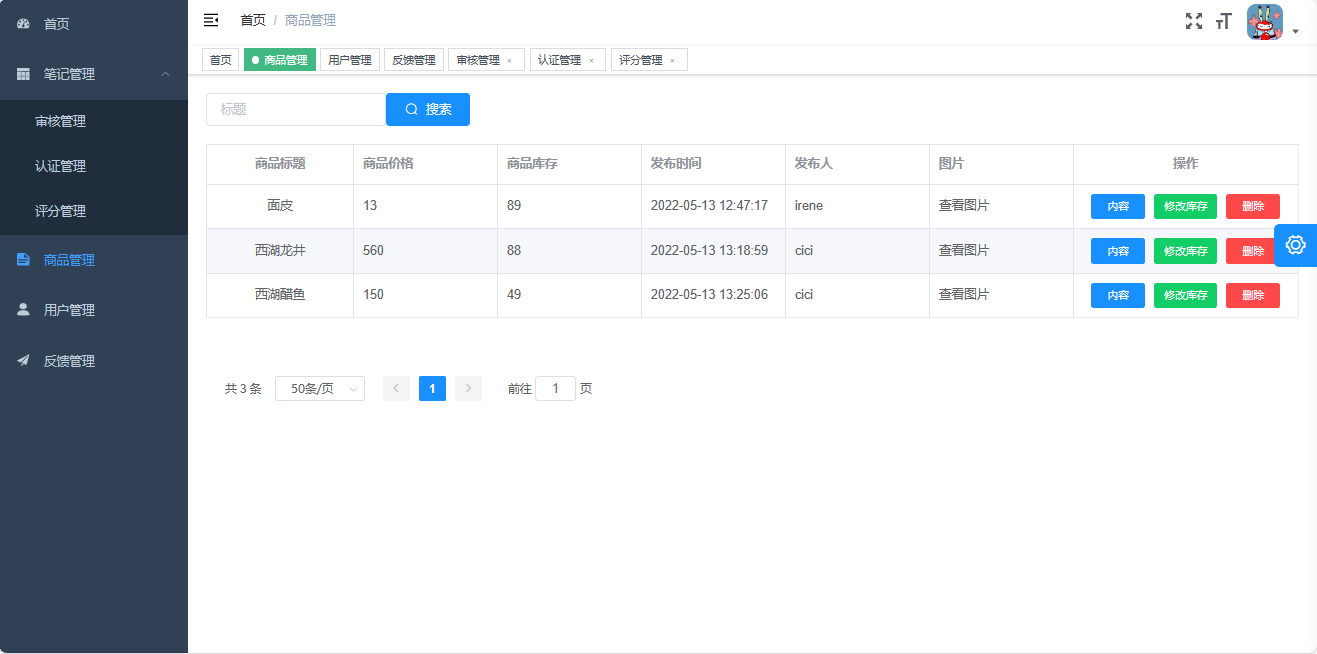 首页
笔记管理
审核管理
认证管理
评分管理
商品管理
用户管理
反馈管理
首页 / 商品管理
首页 商品管理 用户管理 反馈管理 审核管理 × 认证管理 × 评分管理 ×
标题 搜索
商品标题 商品价格 商品库存 发布时间 发布人 图片 操作
面皮 13 89 2022-05-13 12:47:17 irene 查看图片 内容 修改库存 删除
西湖龙井 560 88 2022-05-13 13:18:59 cici 查看图片 内容 修改库存 删除
西湖醋鱼 150 49 2022-05-13 13:25:06 cici 查看图片 内容 修改库存 删除
共 3 条 50条/页 1 前往 1 页